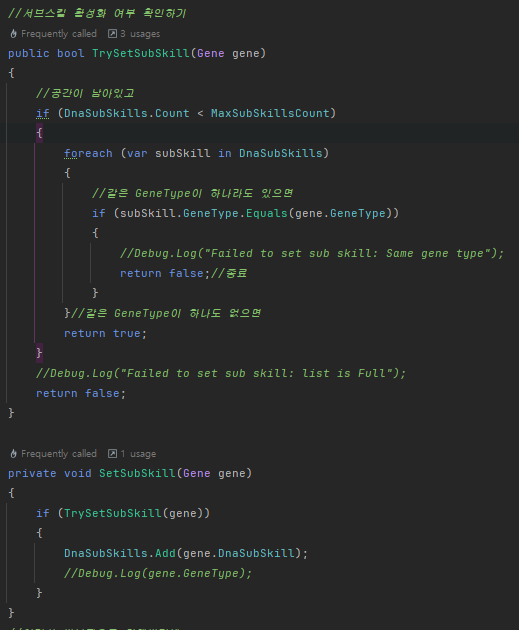 //서브스킬 활성화 여부 확인하기
Frequently called 3 usages
public bool TrySetSubSkill(Gene gene)
{
//공간이 남아있고
if (DnaSubSkills.Count < MaxSubSkillsCount)
{
foreach (var subSkill in DnaSubSkills)
{
//같은 GeneType이 하나라도 있으면
if (subSkill.GeneType.Equals(gene.GeneType))
{
//Debug.Log("Failed to set sub skill: Same gene type");
return false;//종료
}
}//같은 GeneType이 하나도 없으면
return true;
}
//Debug.Log("Failed to set sub skill: list is Full");
return false;
}
Frequently called 1 usage
private void SetSubSkill(Gene gene)
{
if (TrySetSubSkill(gene))
{
DnaSubSkills.Add(gene.DnaSubSkill);
//Debug.Log(gene.GeneType);
}
}